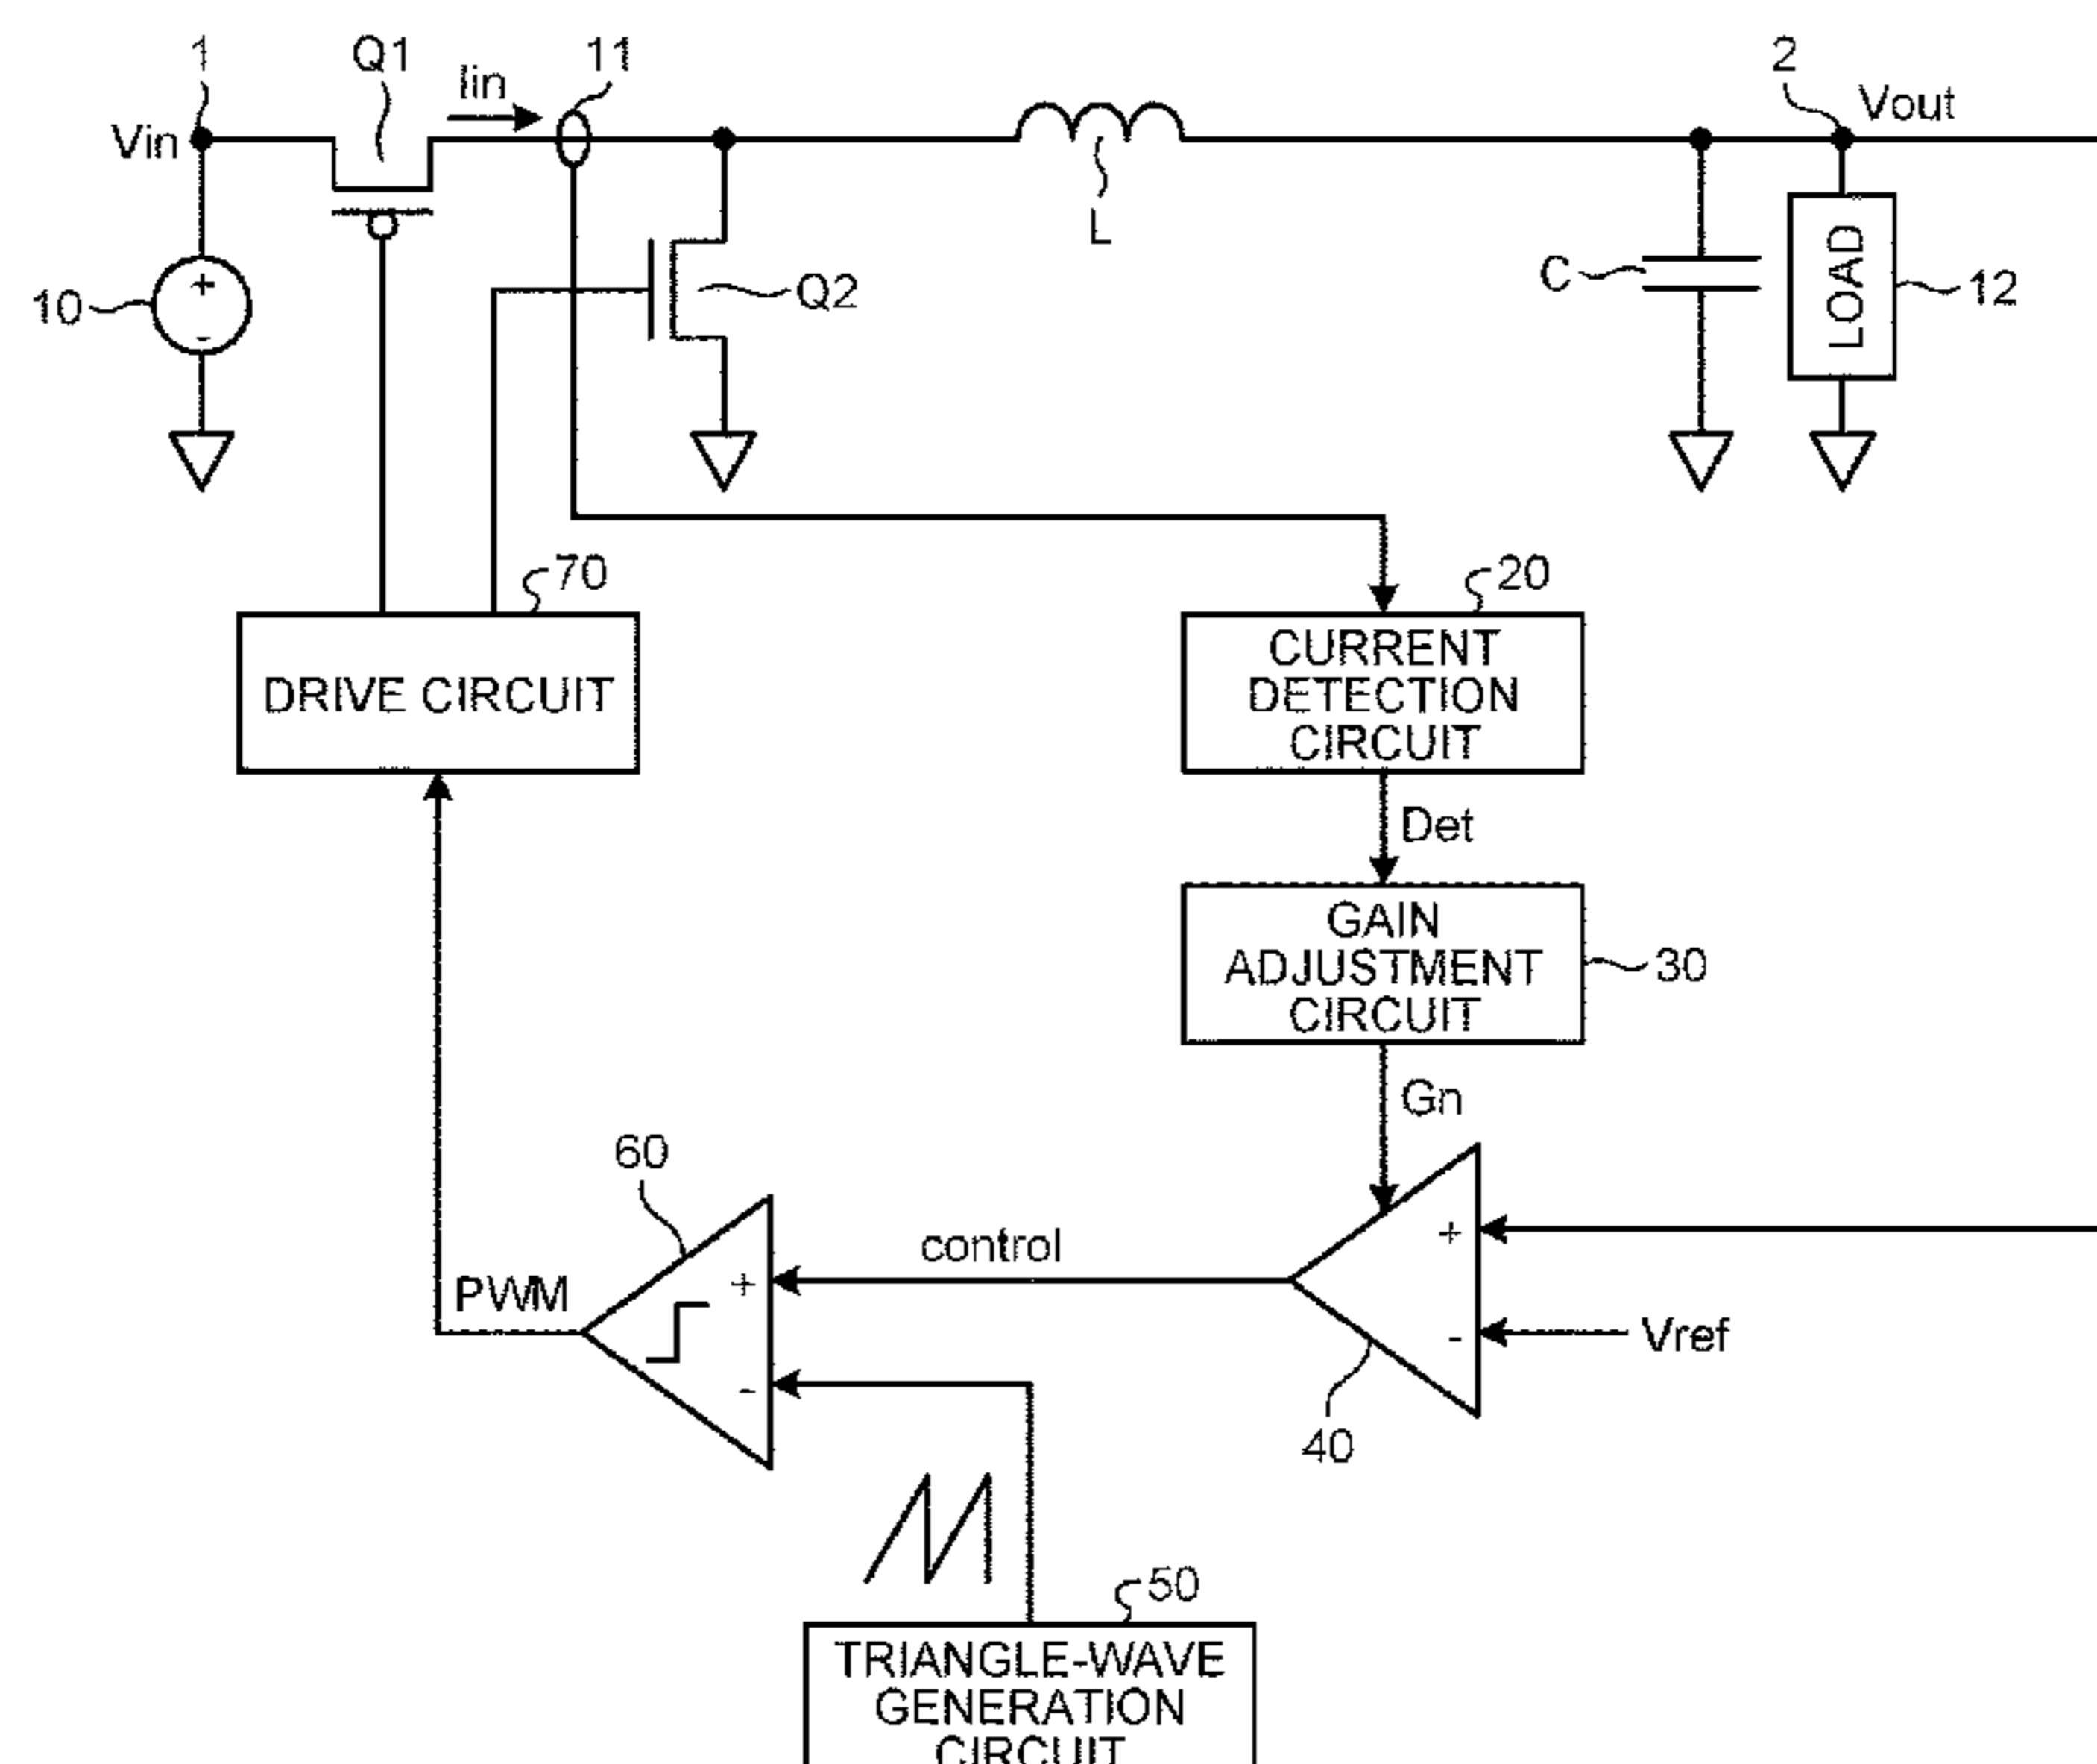 1
Q1
Iin
11
2
Vout
Vin
10
+
-
Q2
L
C
LOAD
12
70
DRIVE CIRCUIT
20
CURRENT
DETECTION
CIRCUIT
Det
GAIN
ADJUSTMENT
CIRCUIT
30
Gn
60
PWM
+
-
control
+
-
Vref
40
50
TRIANGLE-WAVE
GENERATION
CIRCUIT